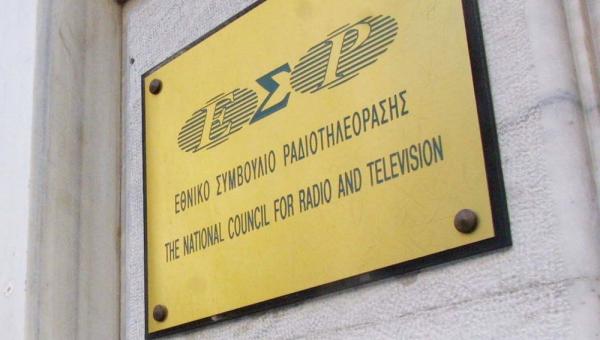 ΕΣΡ
ΕΘΝΙΚΟ ΣΥΜΒΟΥΛΙΟ ΡΑΔΙΟΤΗΛΕΟΡΑΣΗΣ
THE NATIONAL COUNCIL FOR RADIO AND TELEVISION